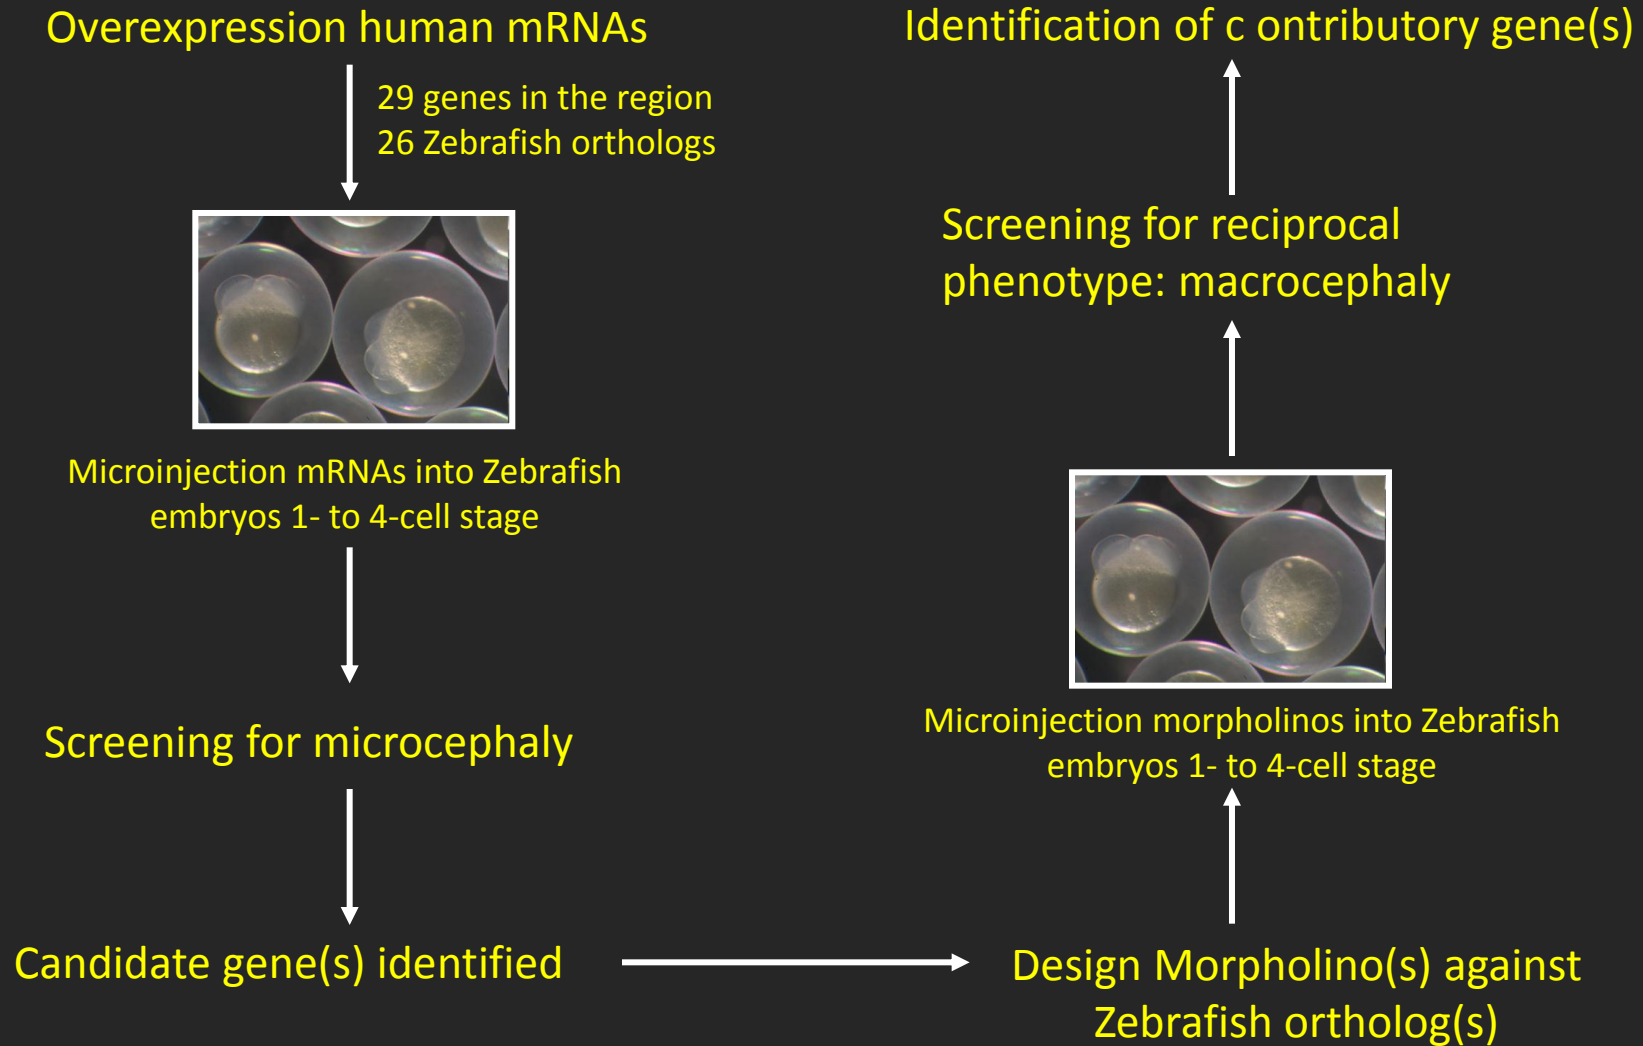 Overexpression human mRNAs
29 genes in the region
26 Zebrafish orthologs
Microinjection mRNAs into Zebrafish
embryos 1- to 4-cell stage
Screening for microcephaly
Candidate gene(s) identified
Design Morpholino(s) against
Zebrafish ortholog(s)
Microinjection morpholinos into Zebrafish
embryos 1- to 4-cell stage
Screening for reciprocal
phenotype: macrocephaly
Identification of c ontributory gene(s)